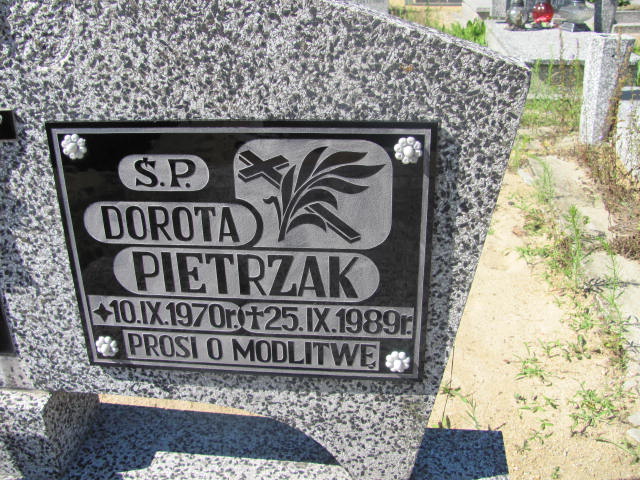 Ś.P.
DOROTA
PIETRZAK
10.IX.1970r. 25.IX.1989r.
PROSI O MODLITWĘ